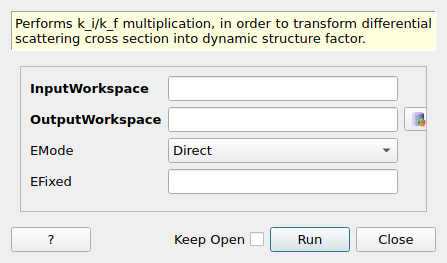 Performs k_i/k_f multiplication, in order to transform differential
scattering cross section into dynamic structure factor.
InputWorkspace
OutputWorkspace
EMode Direct
EFixed
? Keep Open Run Close